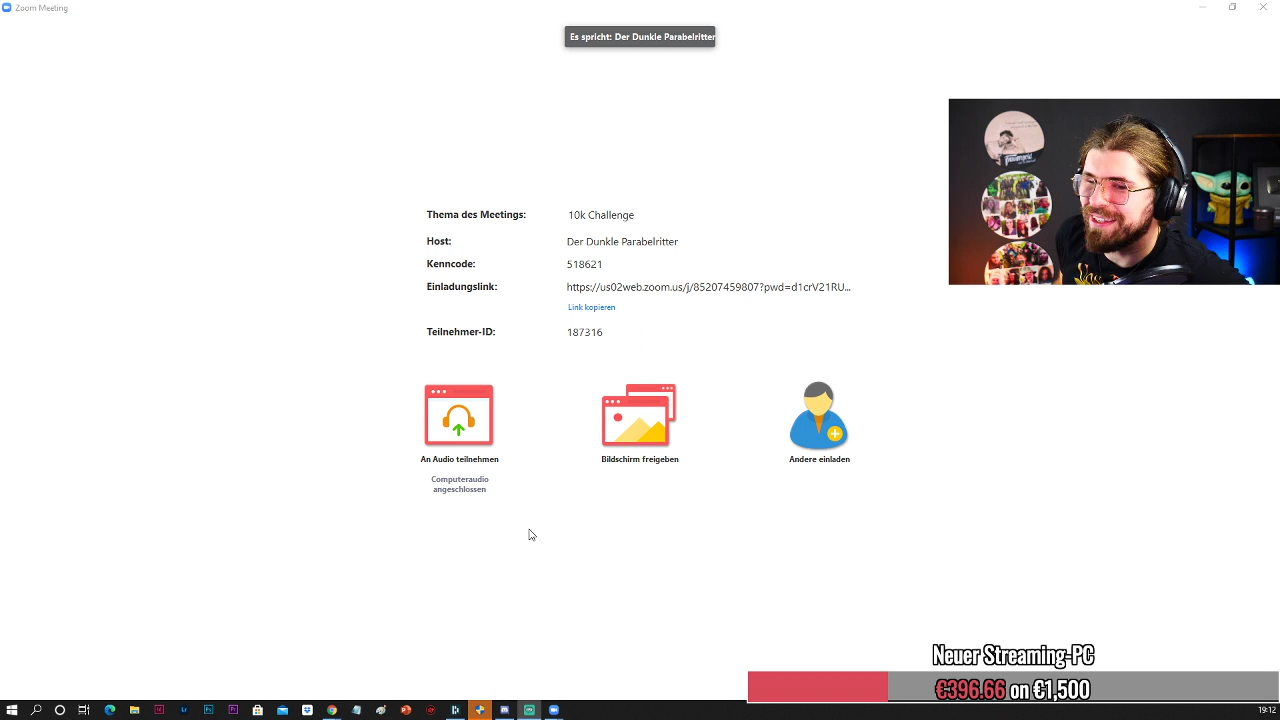 Zoom Meeting
Es spricht: Der Dunkle Parabelritter
Thema des Meetings: 10k Challenge
Host: Der Dunkle Parabelritter
Kenncode: 518621
Einladungslink: https://us02web.zoom.us/j/85207459807?pwd=d1crV21RU...
Link kopieren
Teilnehmer-ID: 187316
An Audio teilnehmen
Computeraudio
angeschlossen
Bildschirm freigeben
Andere einladen
Neuer Streaming-PC
€396.66 on €1,500
19:12